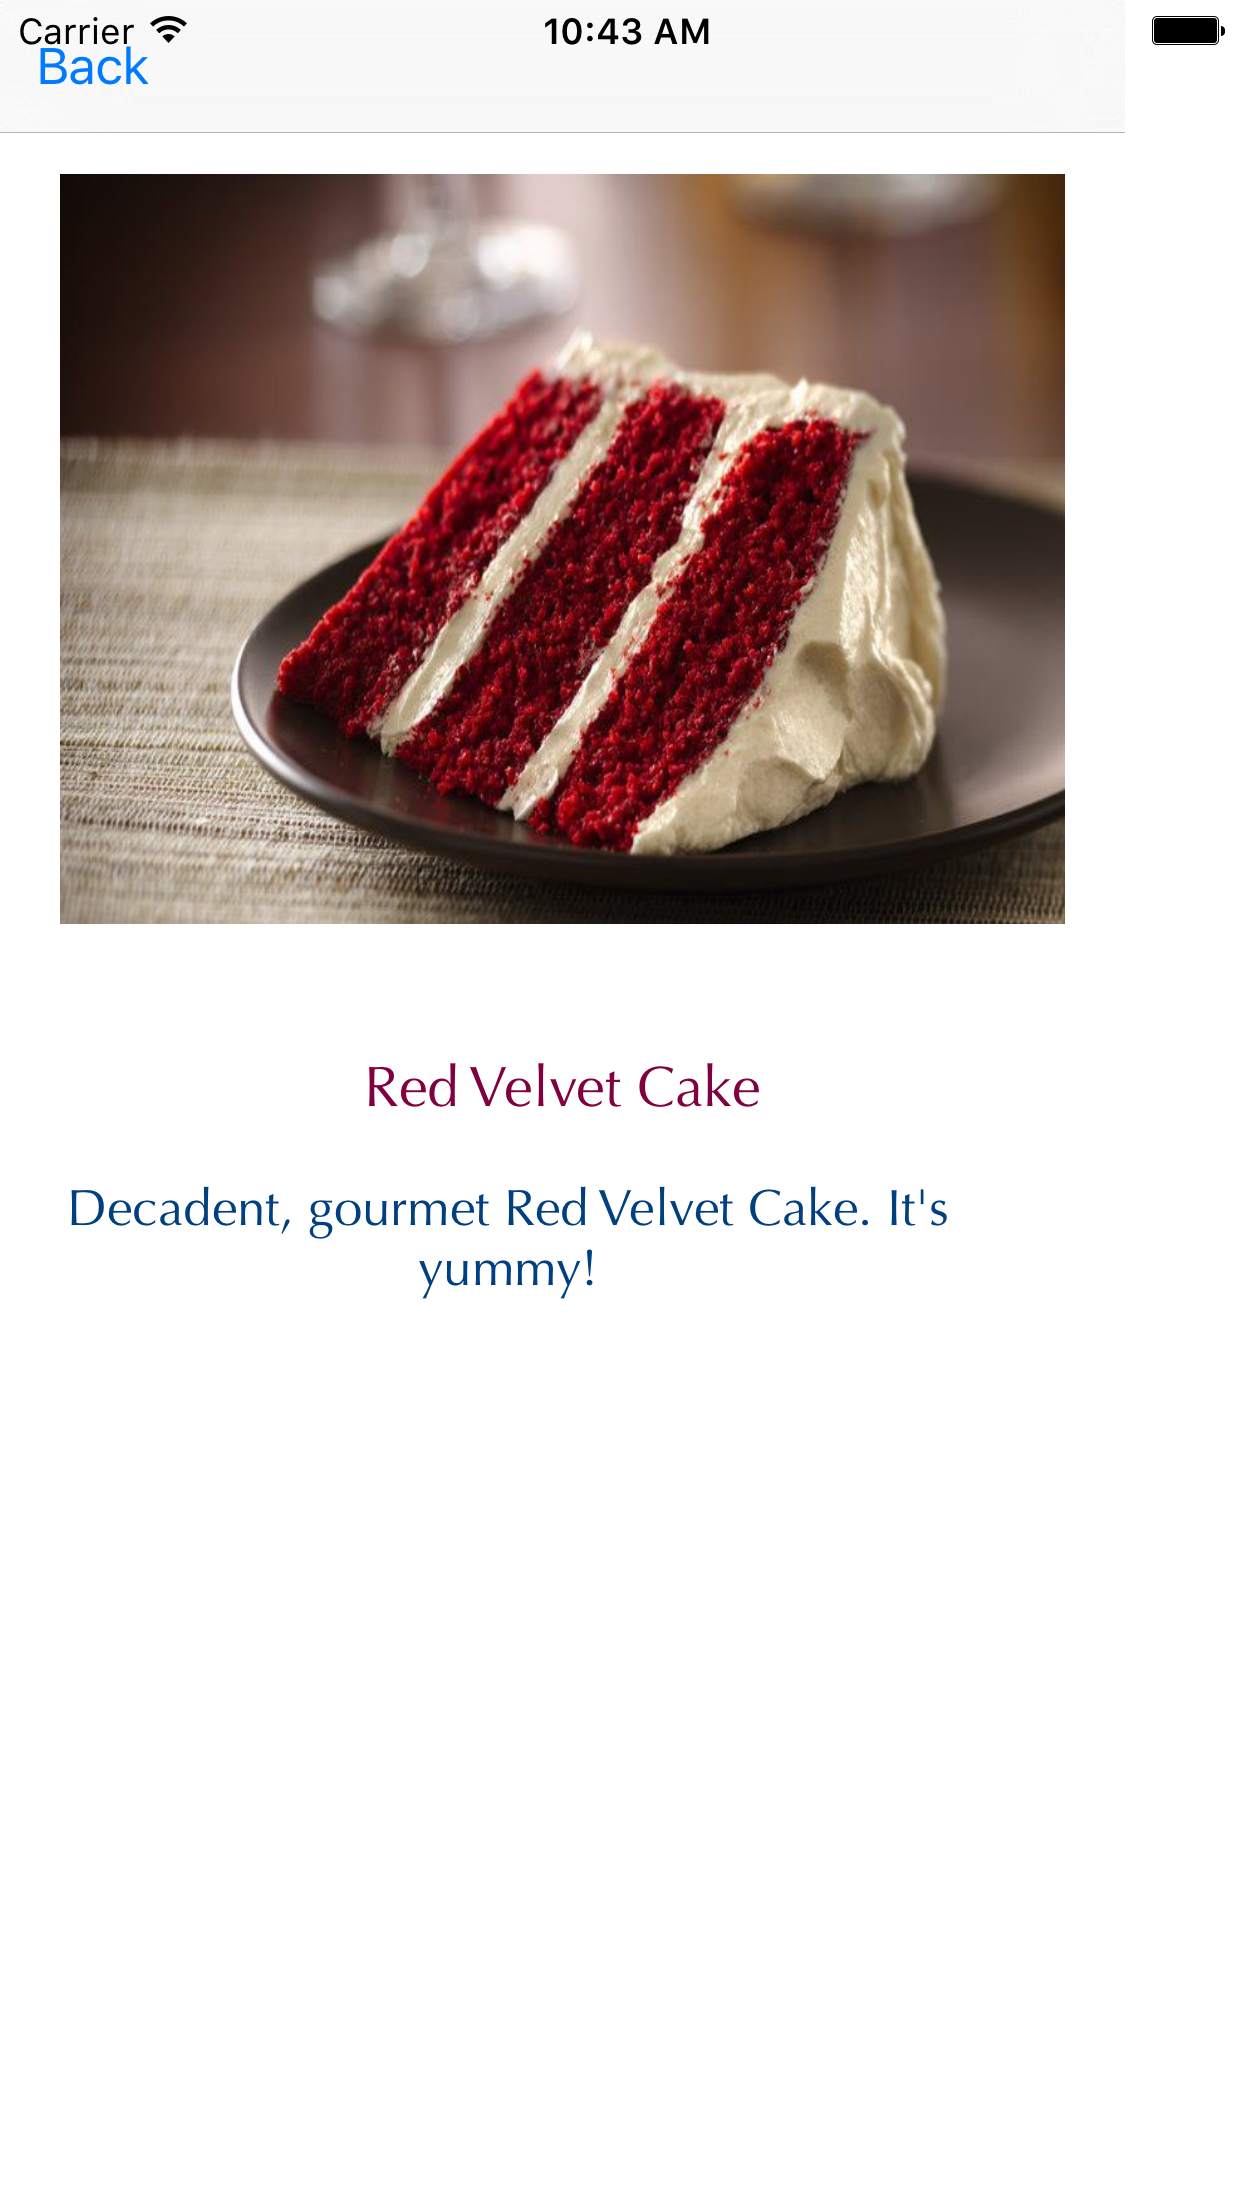 Carrier 10:43 AM
Back
Red Velvet Cake
Decadent, gourmet Red Velvet Cake. It's
yummy!